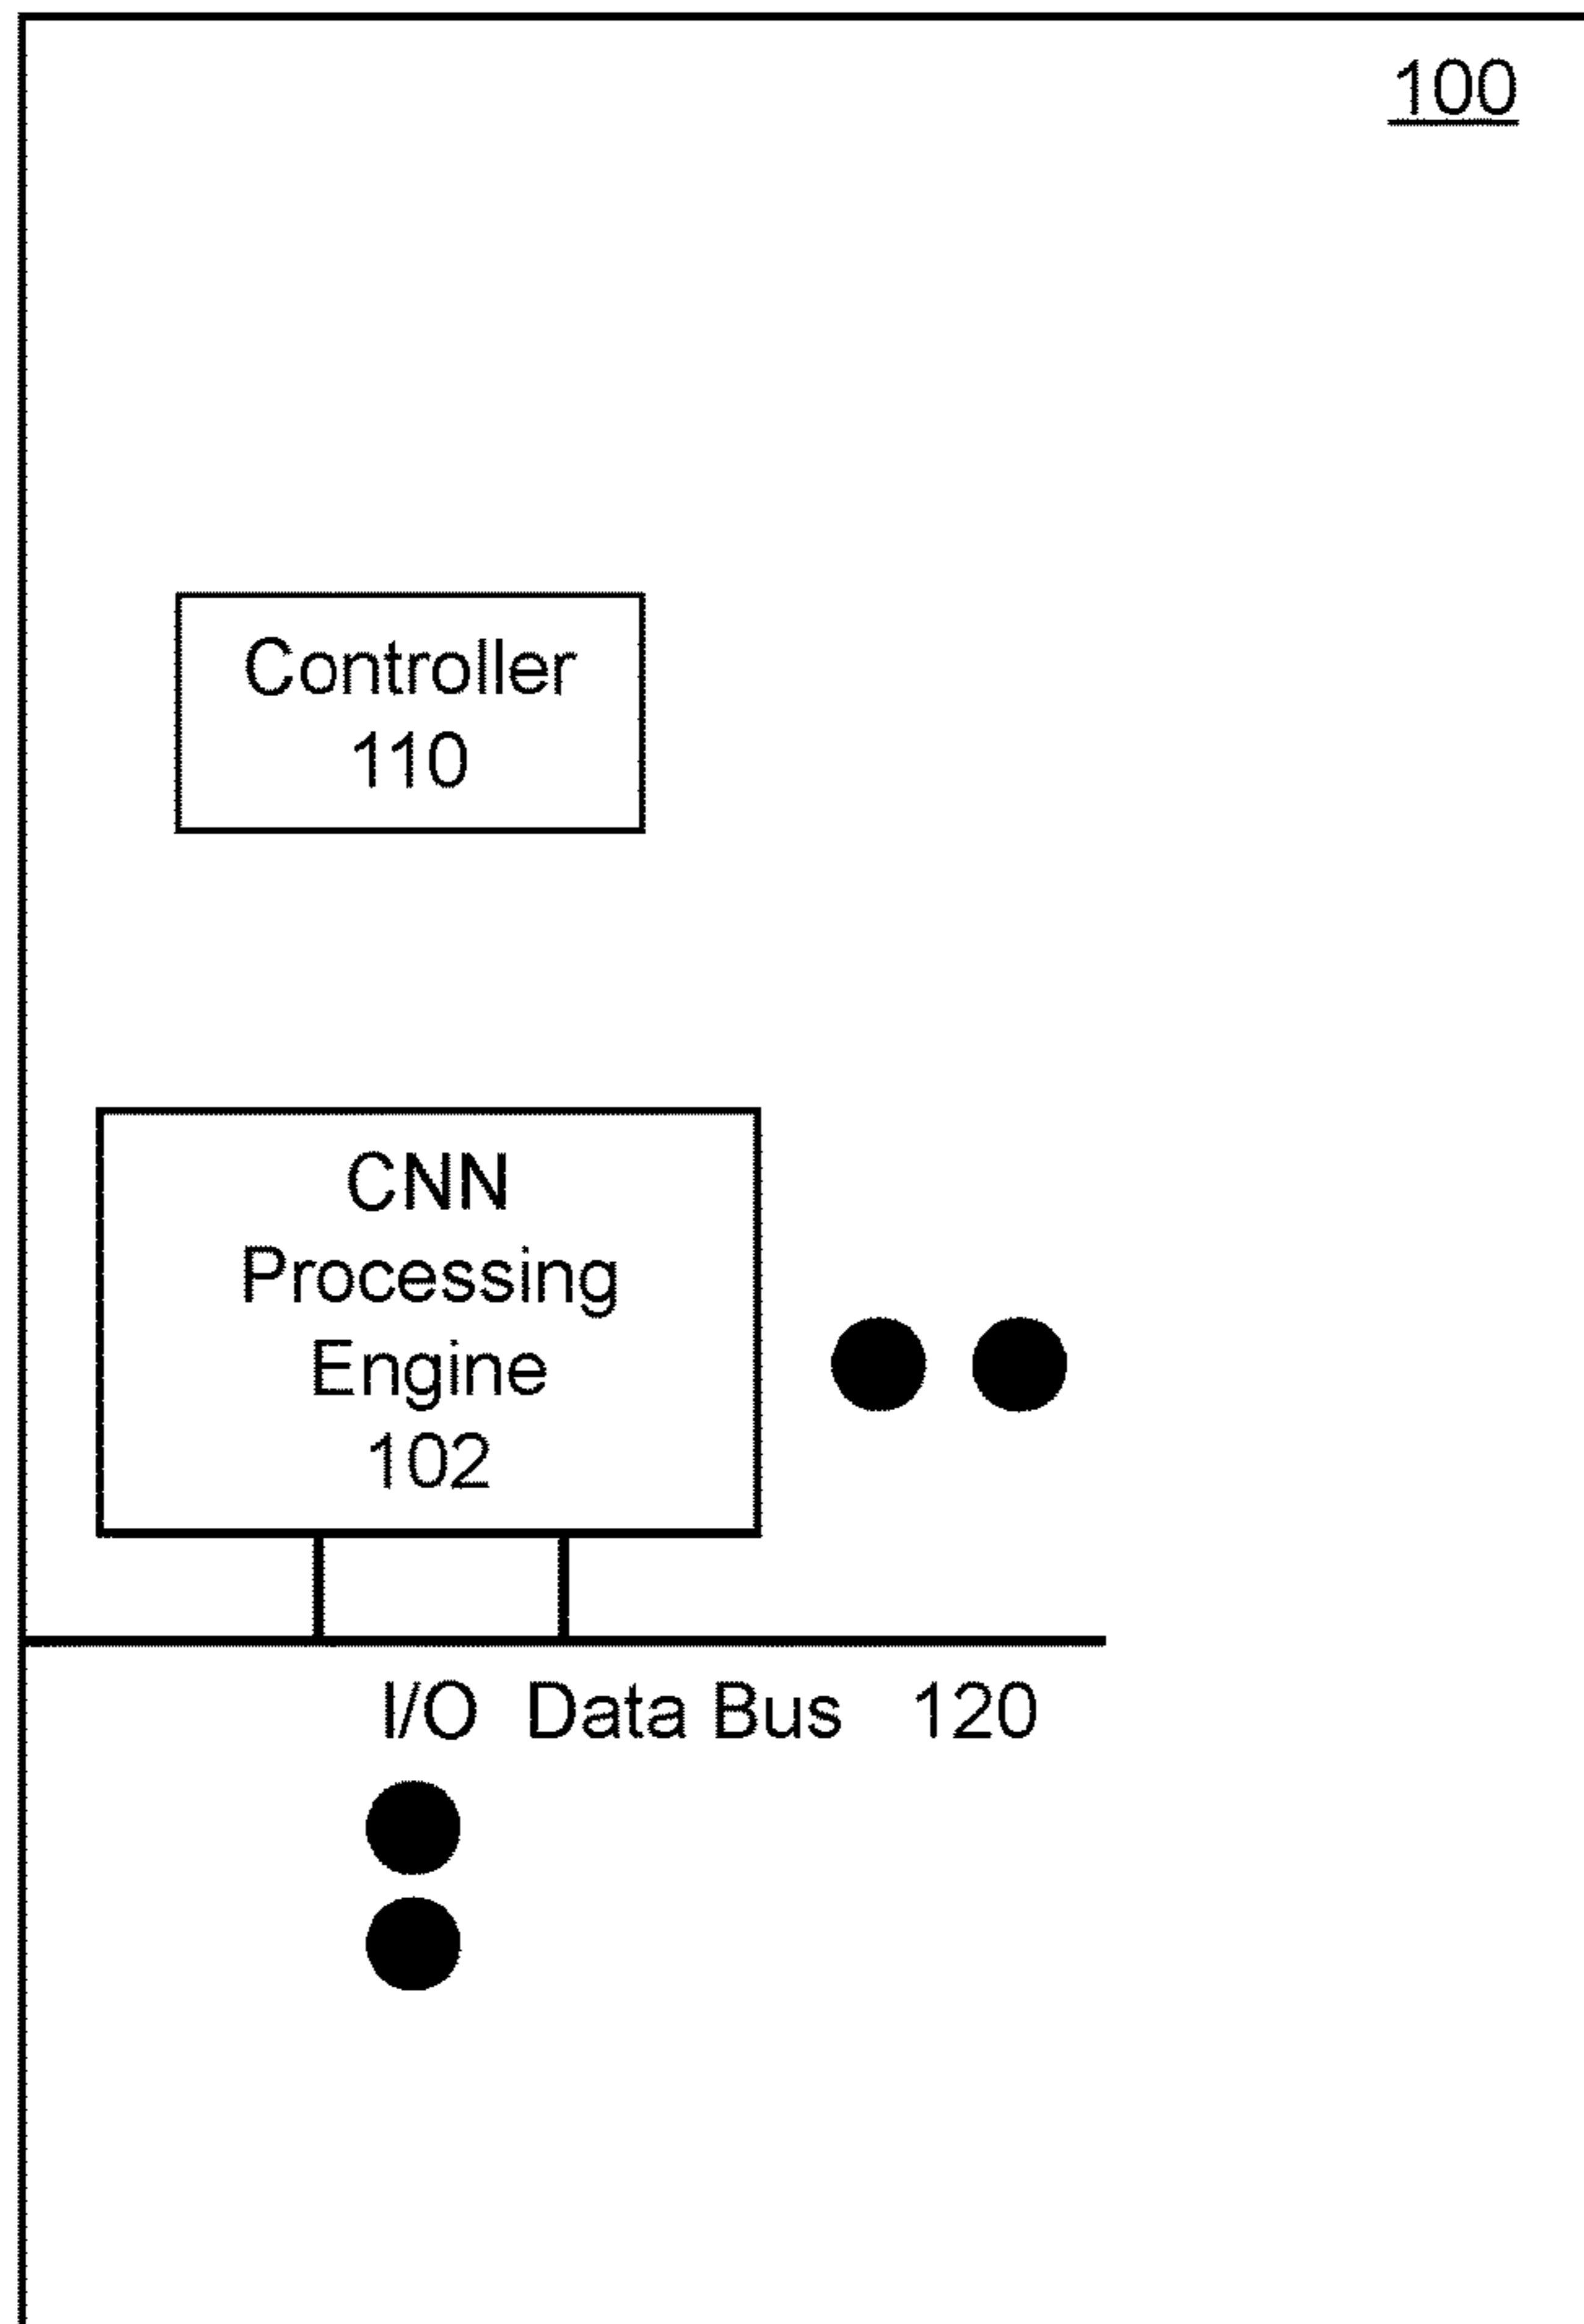 100
Controller
110
CNN
Processing
Engine
102
I/O Data Bus 120